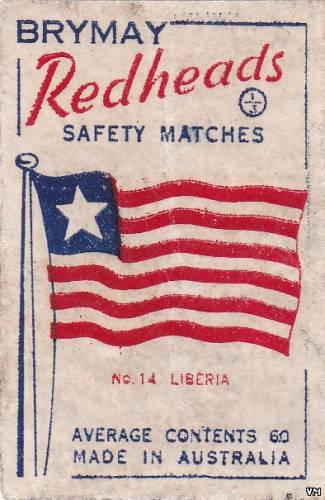 BRYMAY
Redheads
1/3
SAFETY MATCHES
No. 14 LIBERIA
AVERAGE CONTENTS 60
MADE IN AUSTRALIA
VM